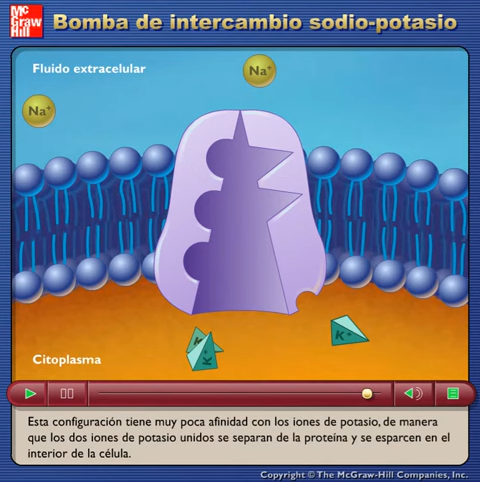 Mc
Graw
Hill
Bomba de intercambio sodio-potasio
Fluido extracelular
Na+
Na+
K+
K+
K+
Citoplasma
Esta configuración tiene muy poca afinidad con los iones de potasio, de manera
que los dos iones de potasio unidos se separan de la proteína y se esparcen en el
interior de la célula.
Copyright © The McGraw-Hill Companies, Inc.